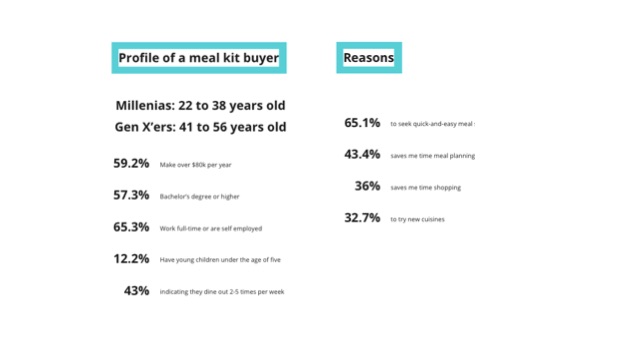 Profile of a meal kit buyer
Millenias: 22 to 38 years old
Gen X'ers: 41 to 56 years old
59.2% Make over $80k per year
57.3% Bachelor's degree or higher
65.3% Work full-time or are self employed
12.2% Have young children under the age of five
43% indicating they dine out 2-5 times per week
Reasons
65.1% to seek quick-and-easy meal
43.4% saves me time meal planning
36% saves me time shopping
32.7% to try new cuisines